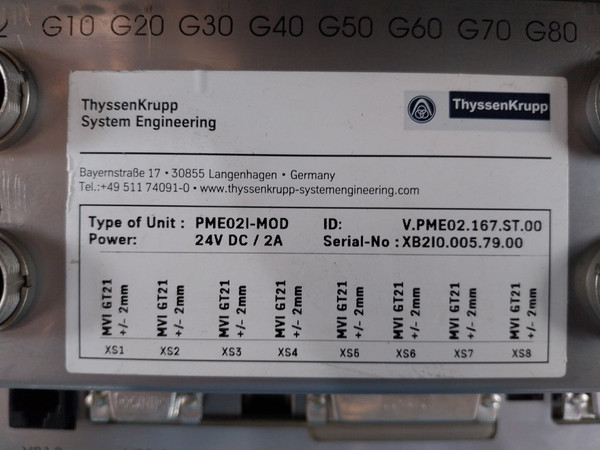 G10 G20 G30 G40 G50 G60 G70 G80
ThyssenKrupp
System Engineering
ThyssenKrupp
Bayernstraße 17 • 30855 Langenhagen • Germany
Tel.:+49 511 74091-0 • www.thyssenkrupp-systemengineering.com
Type of Unit : PME02I-MOD ID: V.PME02.167.ST.00
Power: 24V DC / 2A Serial-No : XB2I0.005.79.00
MVI GT21 +/- 2mm
MVI GT21 +/- 2mm
MVI GT21 +/- 2mm
MVI GT21 +/- 2mm
MVI GT21 +/- 2mm
MVI GT21 +/- 2mm
MVI GT21 +/- 2mm
MVI GT21 +/- 2mm
XS1 XS2 XS3 XS4 XS5 XS6 XS7 XS8